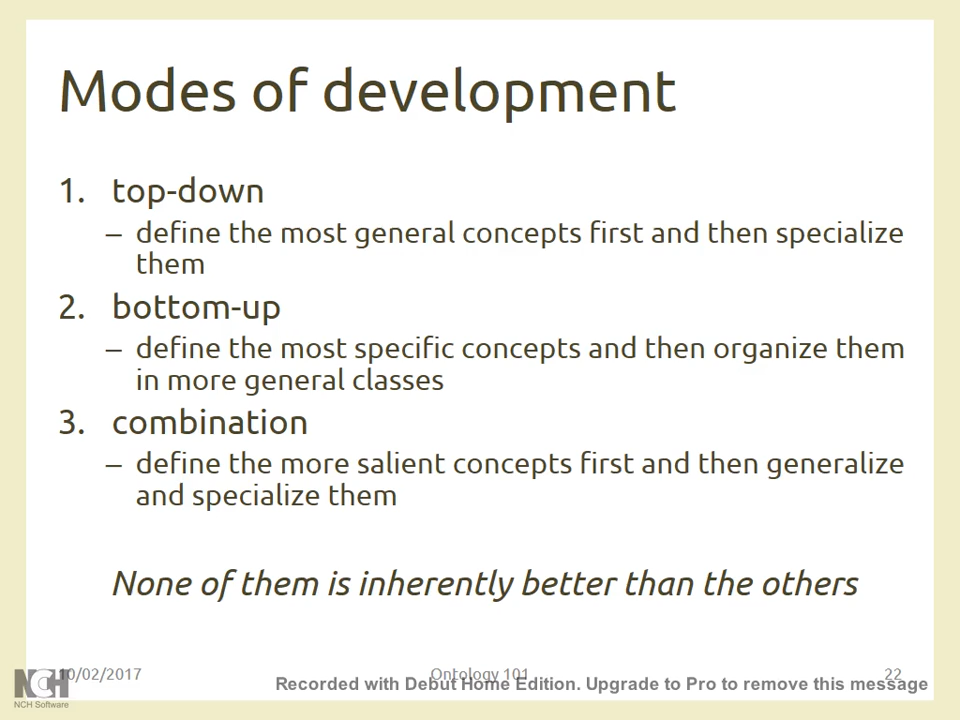 Modes of development
1. top-down
– define the most general concepts first and then specialize
them
2. bottom-up
– define the most specific concepts and then organize them
in more general classes
3. combination
– define the more salient concepts first and then generalize
and specialize them
None of them is inherently better than the others
10/02/2017
Ontology 101
22
NCH
NCH Software
Recorded with Debut Home Edition. Upgrade to Pro to remove this message